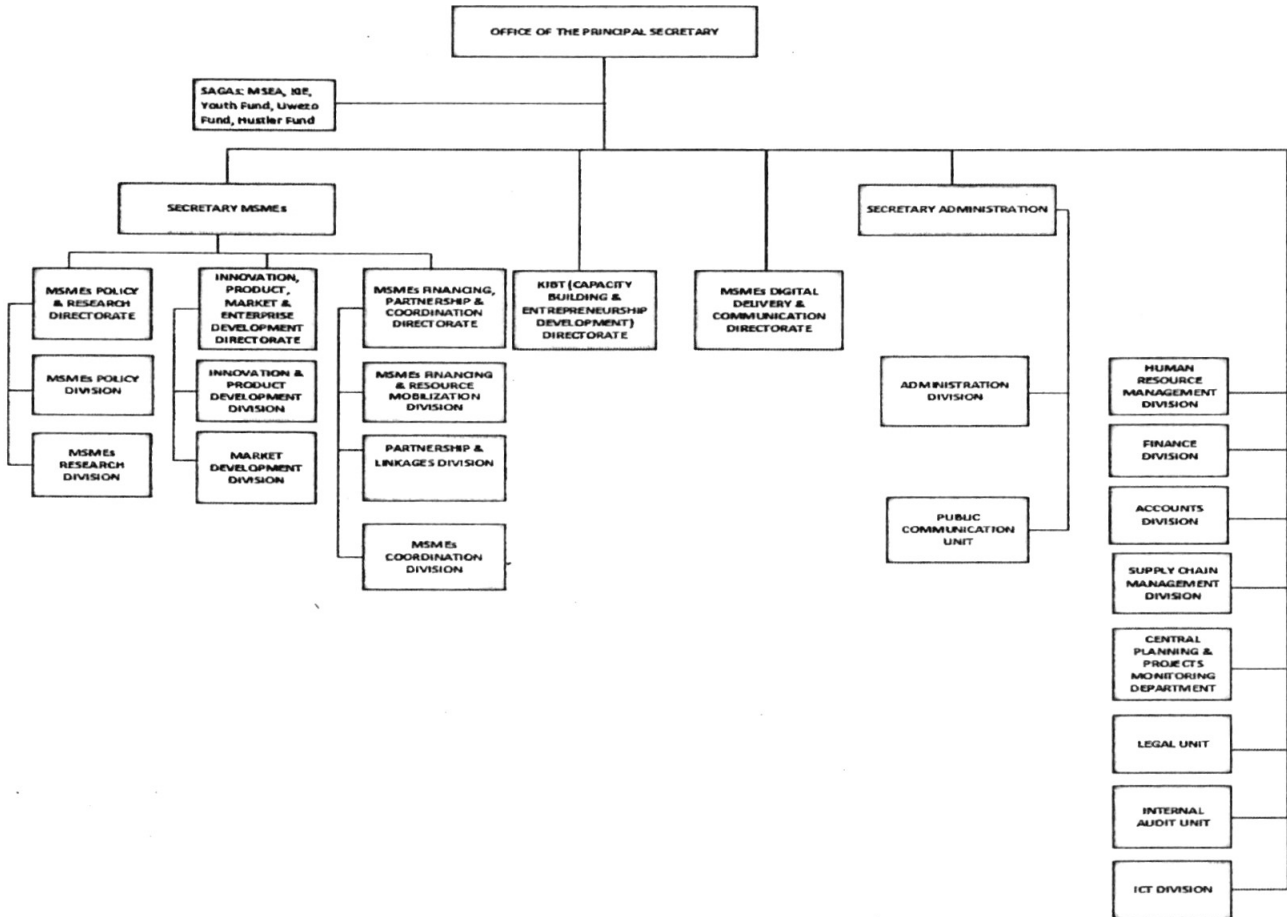 OFFICE OF THE PRINCIPAL SECRETARY
SAGAs: MSEA, KIE,
Youth Fund, Uwezo
Fund, Hustler Fund
SECRETARY MSMEs
SECRETARY ADMINISTRATION
MSMEs POLICY
& RESEARCH
DIRECTORATE
INNOVATION,
PRODUCT,
MARKET &
ENTERPRISE
DEVELOPMENT
DIRECTORATE
MSMEs FINANCING,
PARTNERSHIP &
COORDINATION
DIRECTORATE
KIBT (CAPACITY
BUILDING &
ENTREPRENEURSHIP
DEVELOPMENT)
DIRECTORATE
MSMEs DIGITAL
DELIVERY &
COMMUNICATION
DIRECTORATE
MSMEs POLICY
DIVISION
INNOVATION &
PRODUCT
DEVELOPMENT
DIVISION
MSMEs FINANCING
& RESOURCE
MOBILIZATION
DIVISION
ADMINISTRATION
DIVISION
HUMAN
RESOURCE
MANAGEMENT
DIVISION
MSMEs
RESEARCH
DIVISION
MARKET
DEVELOPMENT
DIVISION
PARTNERSHIP &
LINKAGES DIVISION
FINANCE
DIVISION
ACCOUNTS
DIVISION
PUBLIC
COMMUNICATION
UNIT
MSMEs
COORDINATION
DIVISION
SUPPLY CHAIN
MANAGEMENT
DIVISION
CENTRAL
PLANNING &
PROJECTS
MONITORING
DEPARTMENT
LEGAL UNIT
INTERNAL
AUDIT UNIT
ICT DIVISION